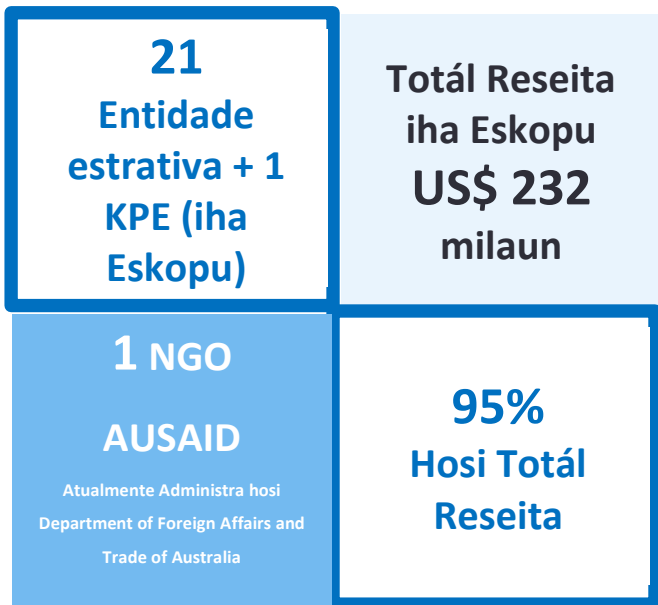 21
Entidade
estrativa + 1
KPE (iha
Eskopu)
Totál Reseita
iha Eskopu
US$ 232
milaun
1 NGO
AUSAID
Atualmente Administra hosi
Department of Foreign Affairs and
Trade of Australia
95%
Hosi Totál
Reseita